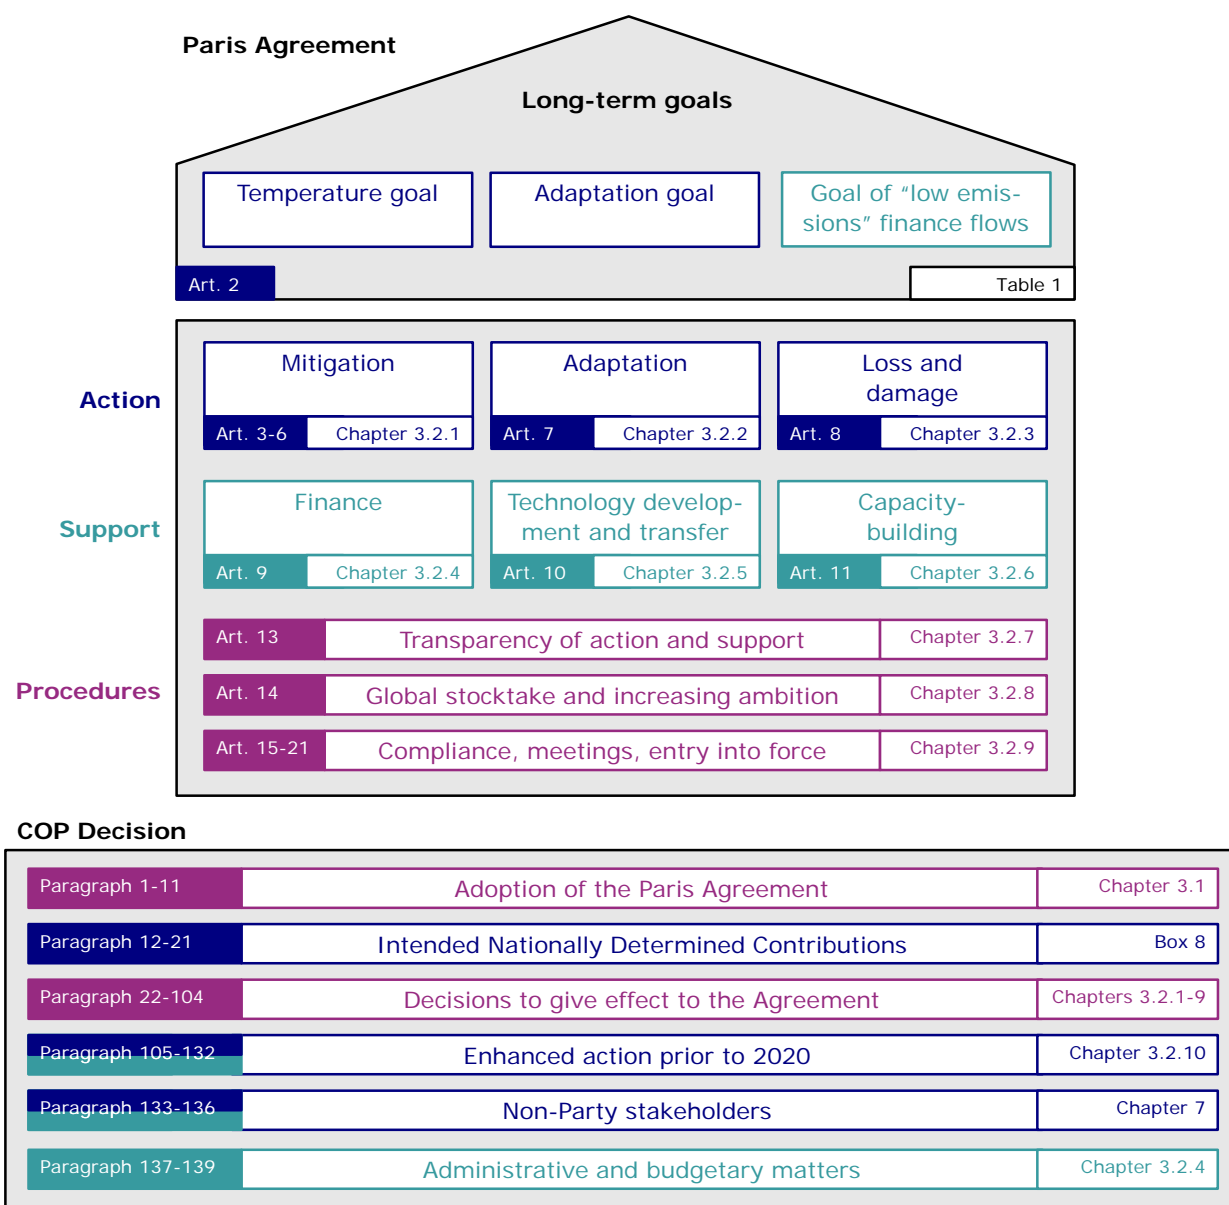 Paris Agreement
Long-term goals
Temperature goal
Adaptation goal
Goal of “low emis-
sions” finance flows
Art. 2
Table 1
Action
Mitigation
Art. 3-6
Chapter 3.2.1
Adaptation
Art. 7
Chapter 3.2.2
Loss and
damage
Art. 8
Chapter 3.2.3
Support
Finance
Art. 9
Chapter 3.2.4
Technology develop-
ment and transfer
Art. 10
Chapter 3.2.5
Capacity-
building
Art. 11
Chapter 3.2.6
Procedures
Art. 13
Transparency of action and support
Chapter 3.2.7
Art. 14
Global stocktake and increasing ambition
Chapter 3.2.8
Art. 15-21
Compliance, meetings, entry into force
Chapter 3.2.9
COP Decision
Paragraph 1-11
Adoption of the Paris Agreement
Chapter 3.1
Paragraph 12-21
Intended Nationally Determined Contributions
Box 8
Paragraph 22-104
Decisions to give effect to the Agreement
Chapters 3.2.1-9
Paragraph 105-132
Enhanced action prior to 2020
Chapter 3.2.10
Paragraph 133-136
Non-Party stakeholders
Chapter 7
Paragraph 137-139
Administrative and budgetary matters
Chapter 3.2.4